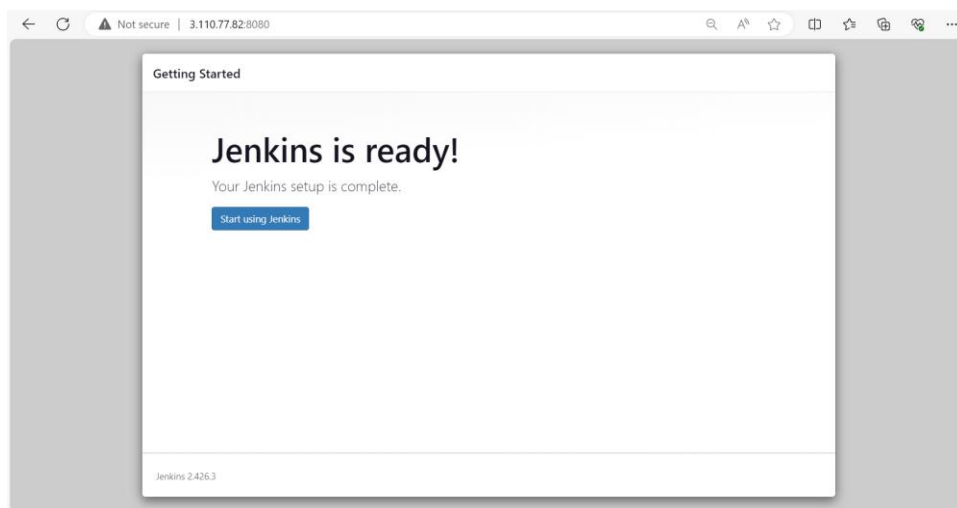 Not secure | 3.110.77.82:8080
Getting Started
Jenkins is ready!
Your Jenkins setup is complete.
Start using Jenkins
Jenkins 2.426.3